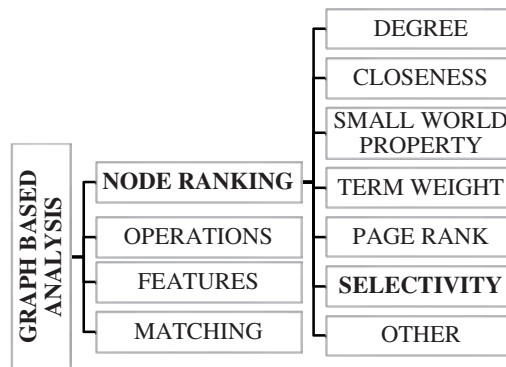 GRAPH BASED
ANALYSIS
NODE RANKING
OPERATIONS
FEATURES
MATCHING
DEGREE
CLOSENESS
SMALL WORLD
PROPERTY
TERM WEIGHT
PAGE RANK
SELECTIVITY
OTHER